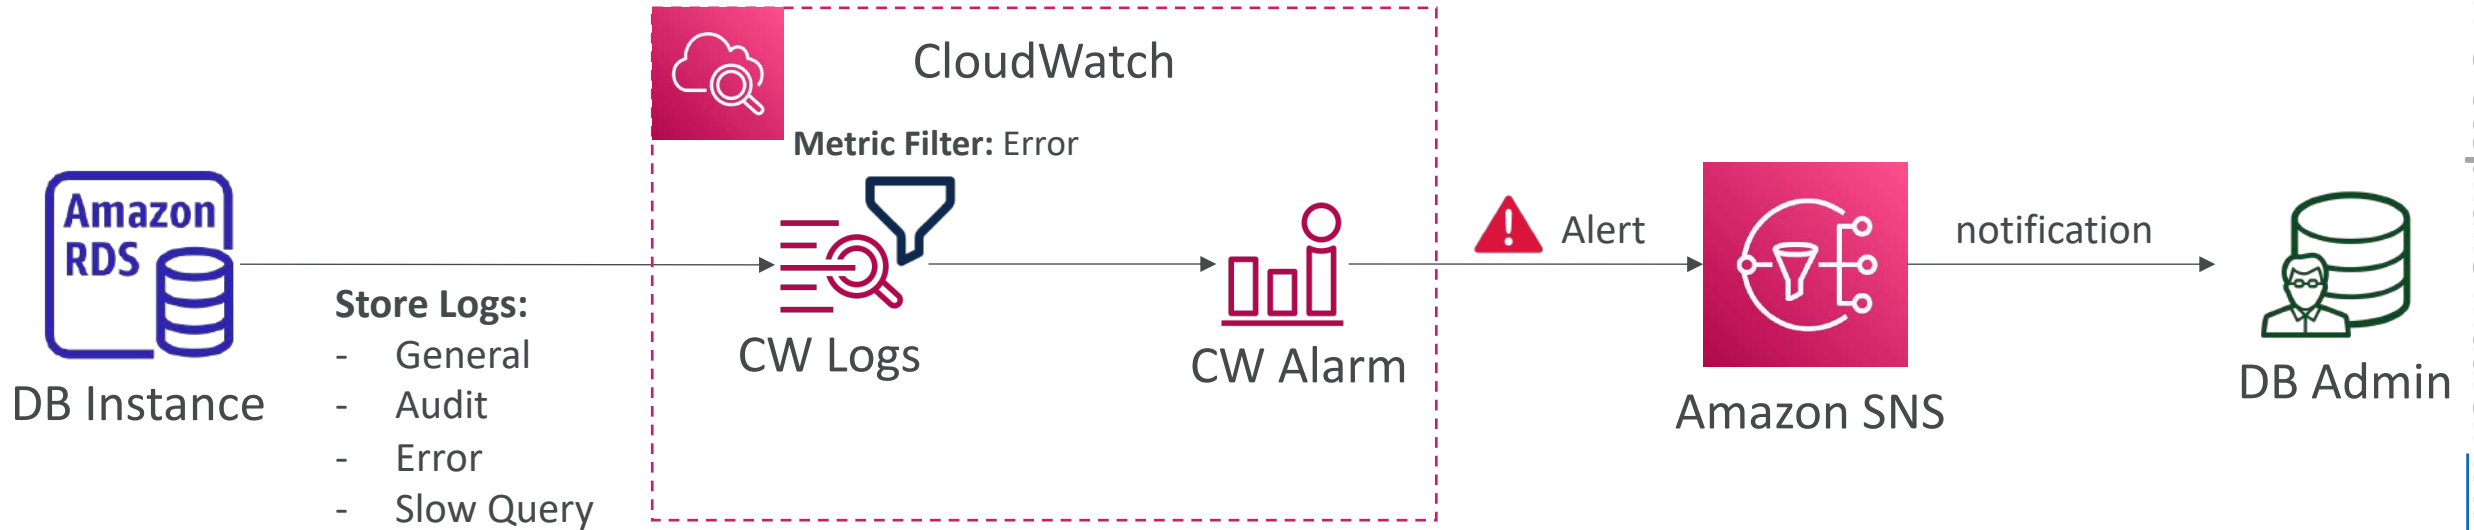 CloudWatch
Metric Filter: Error
Amazon
RDS
DB Instance
Store Logs:
- General
- Audit
- Error
- Slow Query
CW Logs
CW Alarm
Alert
Amazon SNS
notification
DB Admin